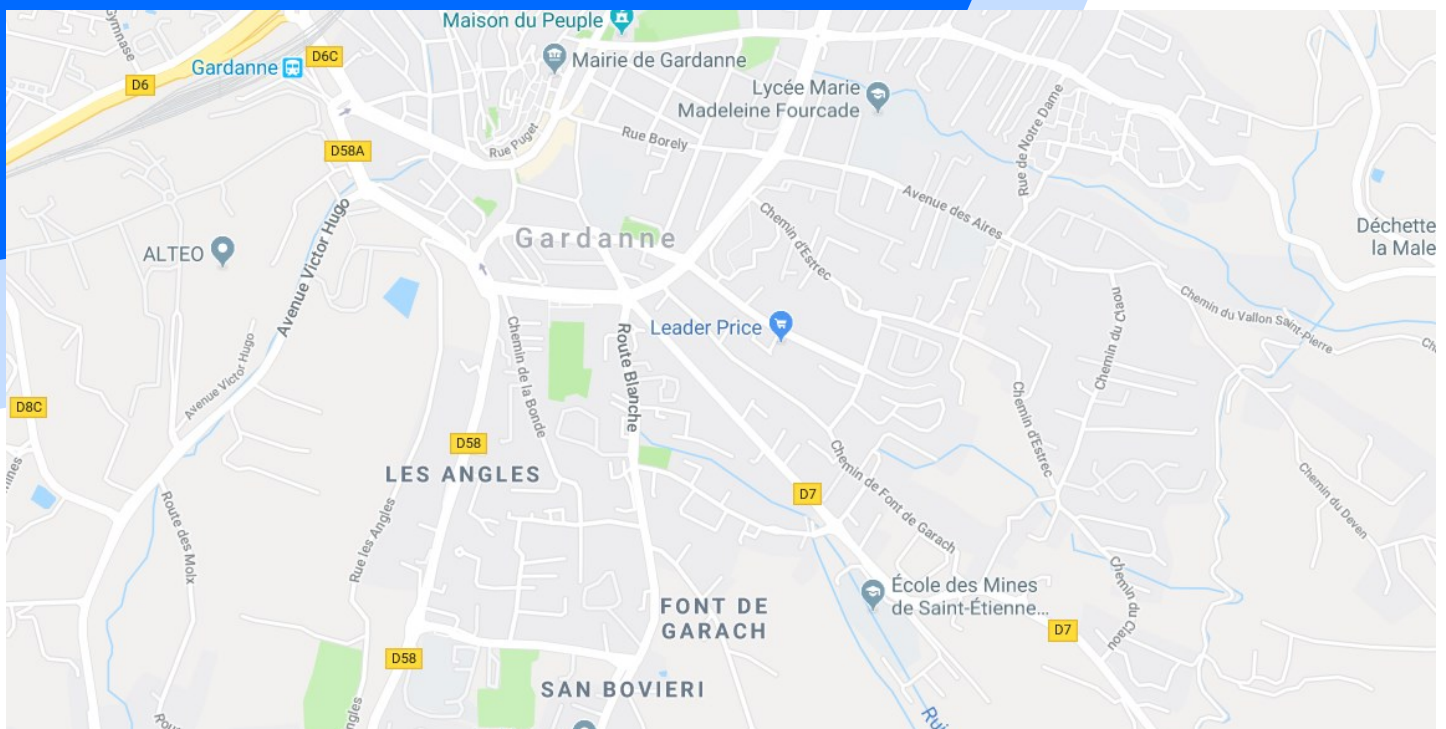 Maison du Peuple
Gymnase
D6C
Gardanne
Mairie de Gardanne
D6
Lycée Marie
Madeleine Fourcade
Rue Puget
Rue Borely
Rue de Notre Dame
D58A
Avenue des Aires
Avenue Victor Hugo
Chemin d'Estrec
Gardanne
ALTEO
Déchette
la Male
Chemin du Claou
Chemin du Vallon Saint-Pierre
Leader Price
Chemin de la Bonde
Route Blanche
Avenue Victor Hugo
Chemin d'Estrec
D8C
D58
LES ANGLES
Chemin de Font de Garach
Chemin du Deven
D7
Route des Molx
Rue les Angles
École des Mines
de Saint-Étienne...
Chemin du Claou
FONT DE
GARACH
D7
D58
SAN BOVIERI